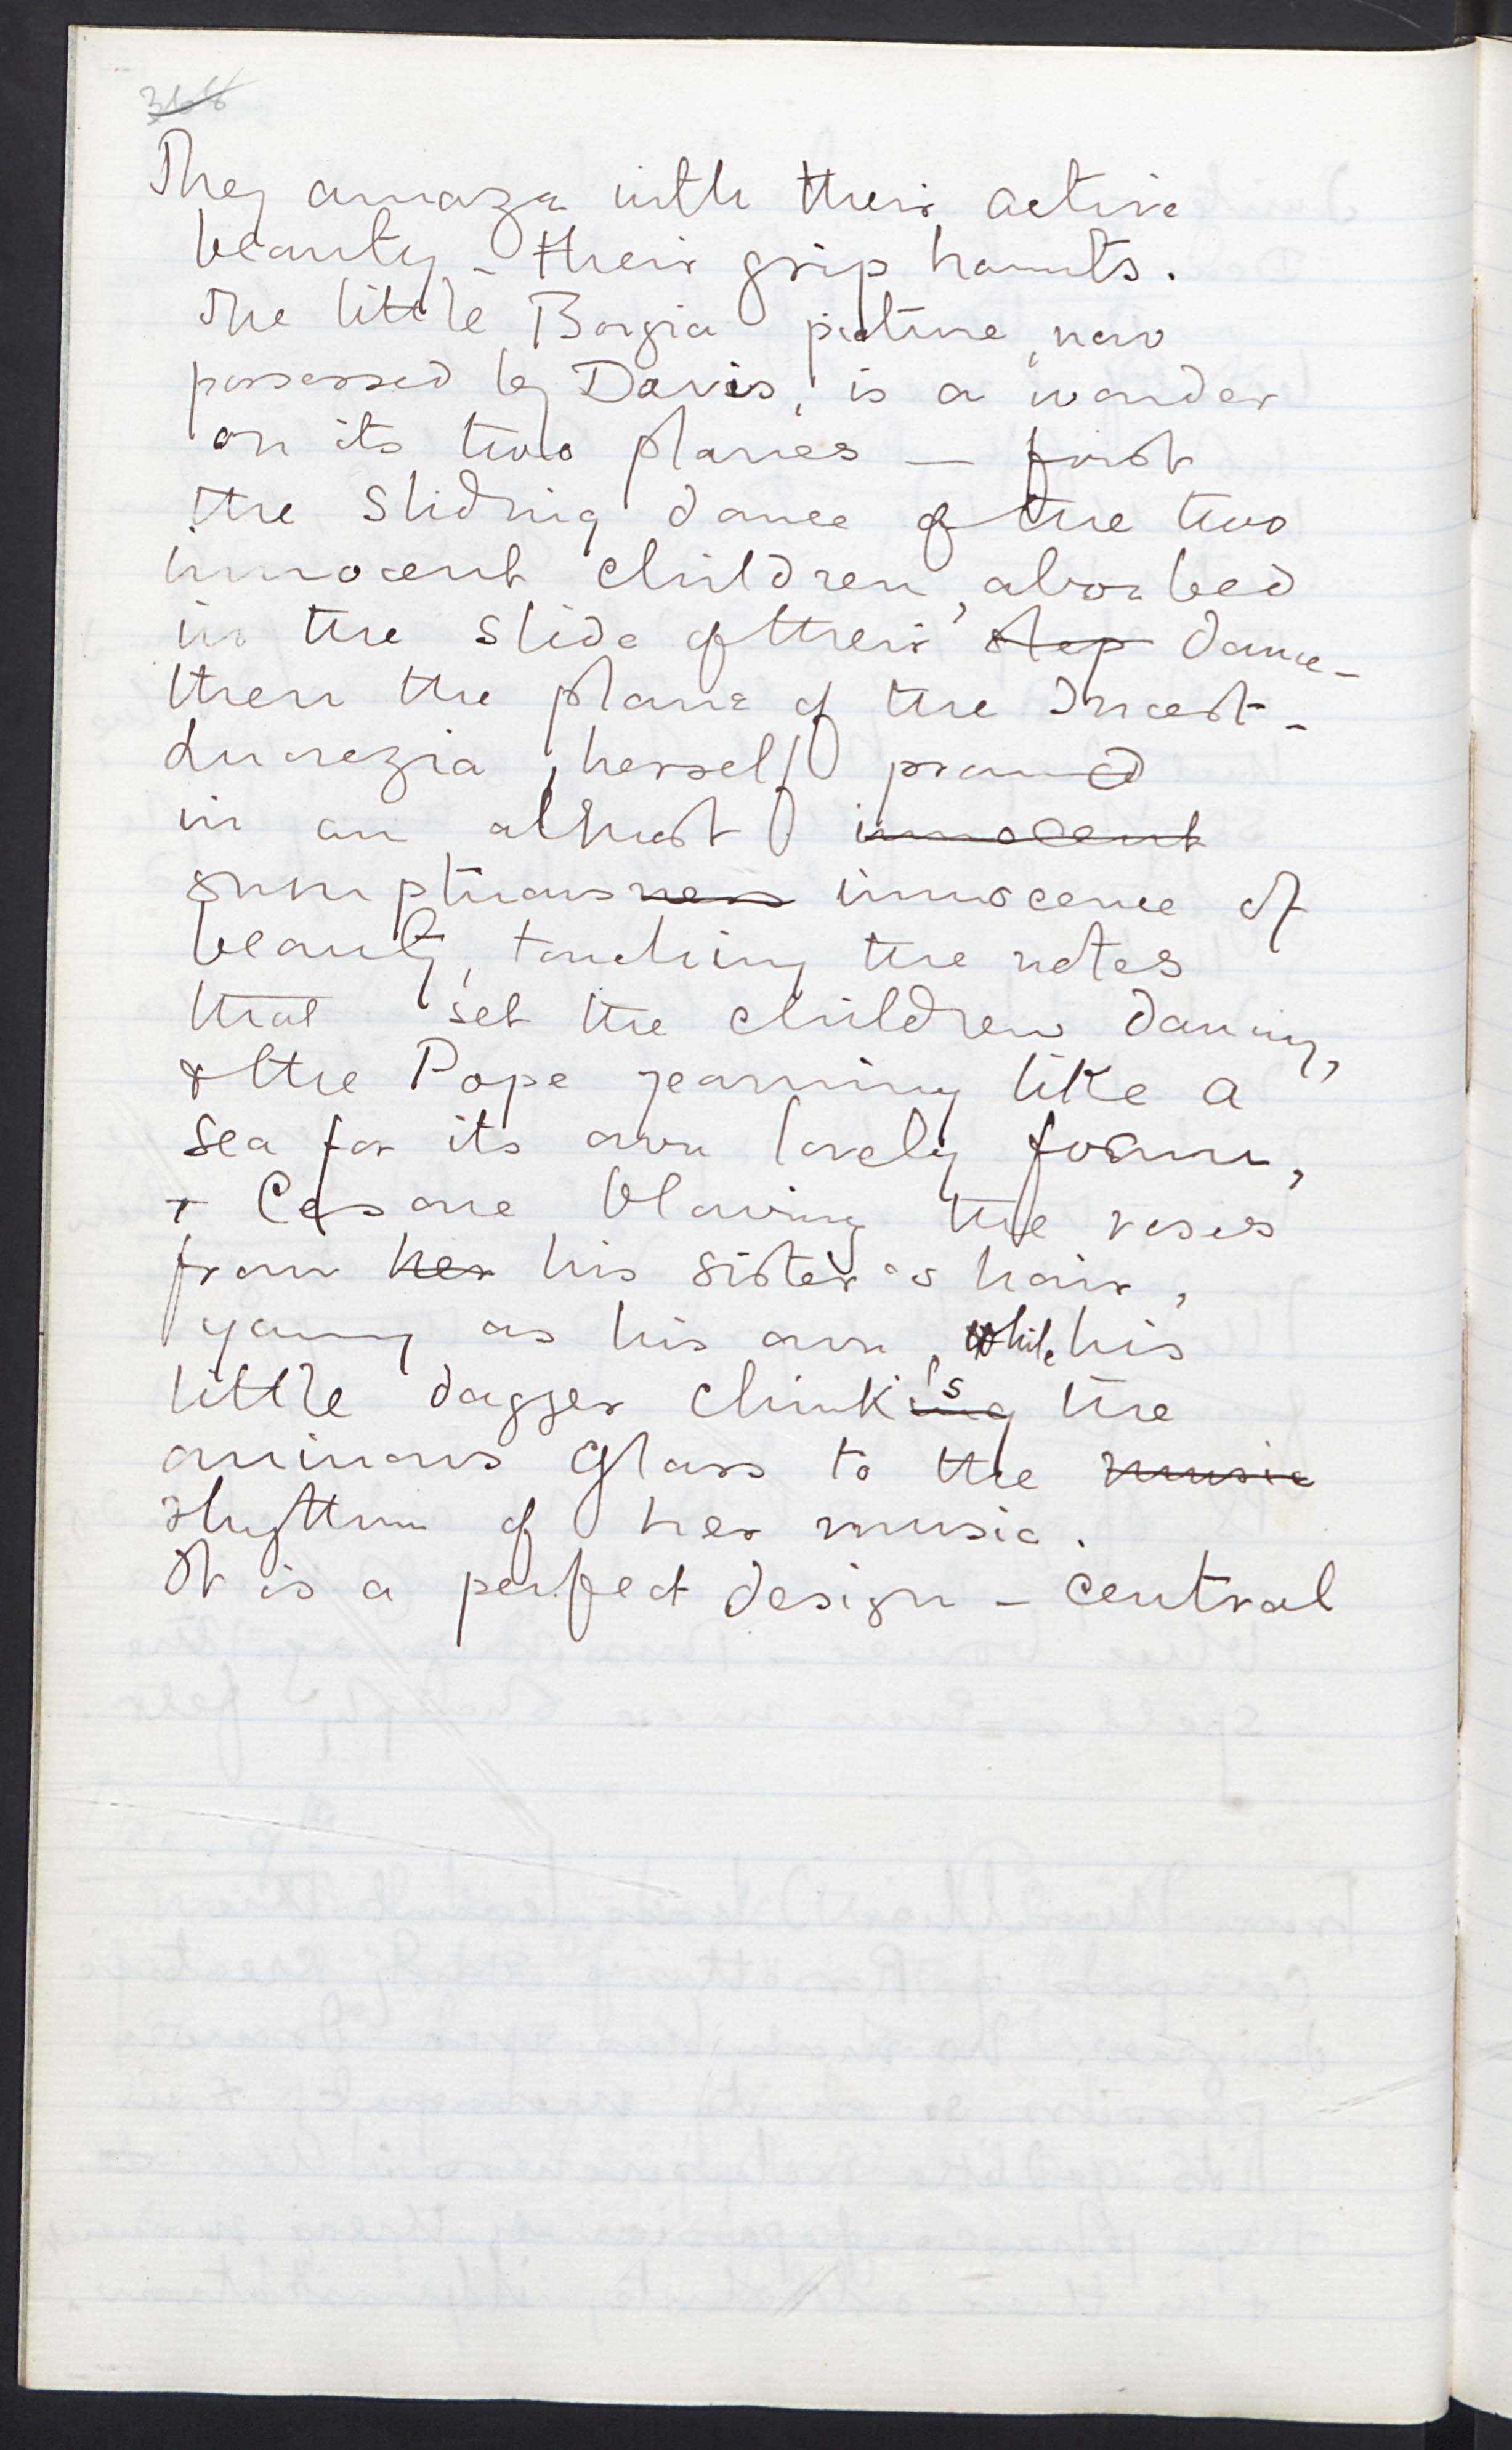 They amaze with their active
beauty – their grip haunts.
The little Borgia picture, now
possessed by Davis, is a wonder
on its two planes — first
the sliding dance of the two
innocent children, absorbed
in the slide of their step dance –
then the plane of the Incest –
Lucrezia, herself
in an almost innocent
sumptuousness innocence of
beauty, touching the notes
that set the children dancing,
& the Pope yearning like a
sea for its own lovely foam,
+ Cesare blowing the roses
from her his sister's hair,
young as his own, while his
little dagger clinkings the
ominous glass to the music
rhythm of her music.
It is a perfect design – central